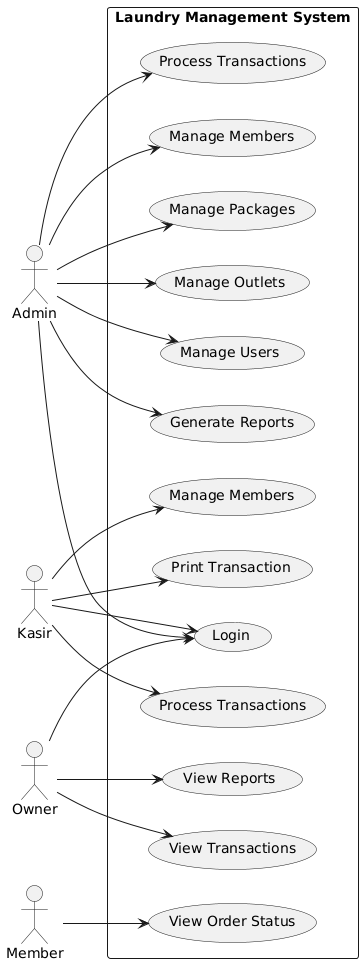 Laundry Management System
Process Transactions
Manage Members
Manage Packages
Manage Outlets
Admin
Manage Users
Generate Reports
Manage Members
Print Transaction
Kasir
Login
Process Transactions
View Reports
Owner
View Transactions
View Order Status
Member